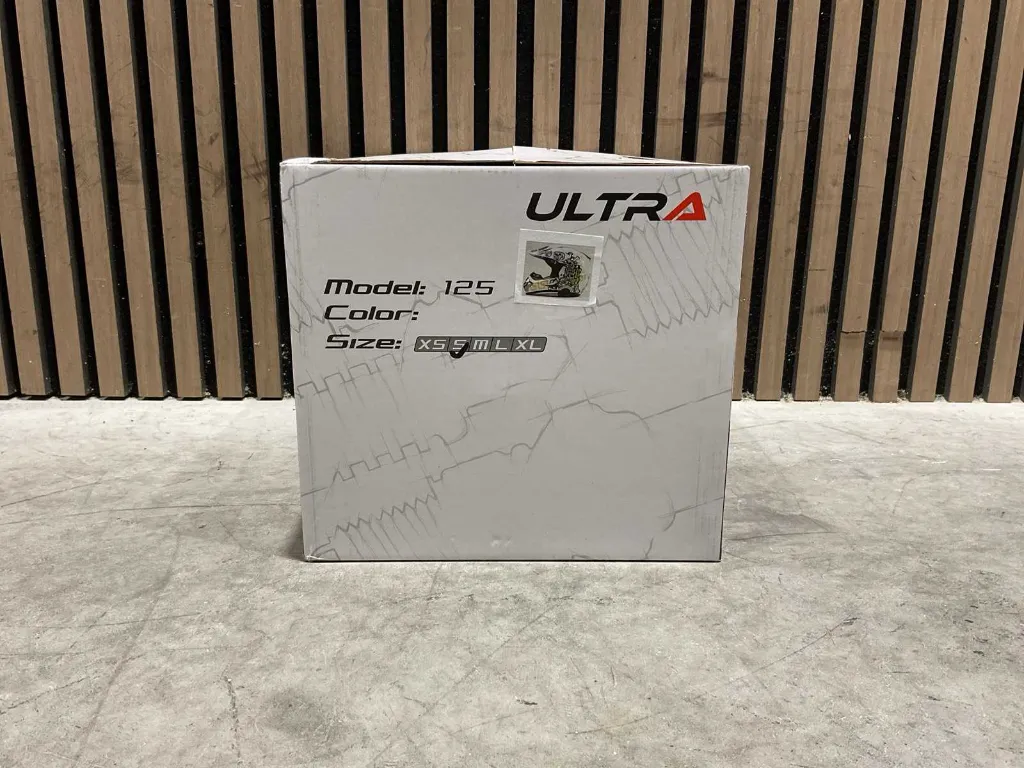 ULTRA
Model: 125
Color:
Size: XS S M L XL